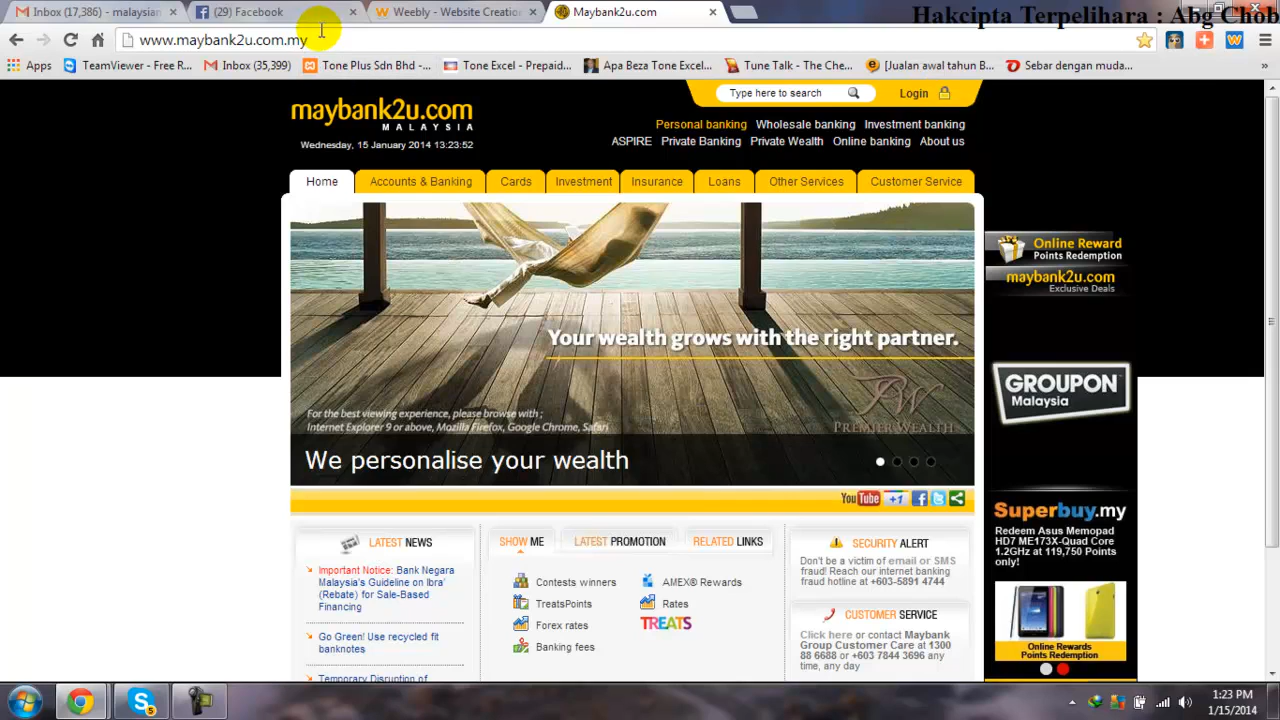 Inbox (17,386) - malaysian
(29) Facebook
Weebly - Website Creation
Maybank2u.com
Hakcipta Terpelihara : Abg Chob
www.maybank2u.com.my
Apps
TeamViewer - Free R...
Inbox (35,399)
Tone Plus Sdn Bhd -...
Tone Excel - Prepaid...
Apa Beza Tone Excel...
Tune Talk - The Che...
[Jualan awal tahun B...
Sebar dengan muda...
»
Type here to search
Login
maybank2u.com
MALAYSIA
Wednesday, 15 January 2014 13:23:52
Personal banking Wholesale banking Investment banking
ASPIRE Private Banking Private Wealth Online banking About us
Home Accounts & Banking Cards Investment Insurance Loans Other Services Customer Service
Online Reward
Points Redemption
maybank2u.com
Exclusive Deals
Your wealth grows with the right partner.
For the best viewing experience, please browse with ;
Internet Explorer 9 or above, Mozilla Firefox, Google Chrome, Safari
PW
PREMIER WEALTH
We personalise your wealth
GROUPON
Malaysia
YouTube +1
LATEST NEWS
Important Notice: Bank Negara
Malaysia's Guideline on Ibra'
(Rebate) for Sale-Based
Financing
Go Green! Use recycled fit
banknotes
Temporary Disruption of
SHOW ME LATEST PROMOTION RELATED LINKS
Contests winners
TreatsPoints
Forex rates
Banking fees
AMEX® Rewards
Rates
TREATS
SECURITY ALERT
Don't be a victim of email or SMS
fraud! Reach our internet banking
fraud hotline at +603-5891 4744
CUSTOMER SERVICE
Click here or contact Maybank
Group Customer Care at 1300
88 6688 or +603 7844 3696 any
time, any day
Superbuy.my
Redeem Asus Memopad
HD7 ME173X-Quad Core
1.2GHz at 119,750 Points
only!
Online Rewards
Points Redemption
5
1:23 PM
1/15/2014